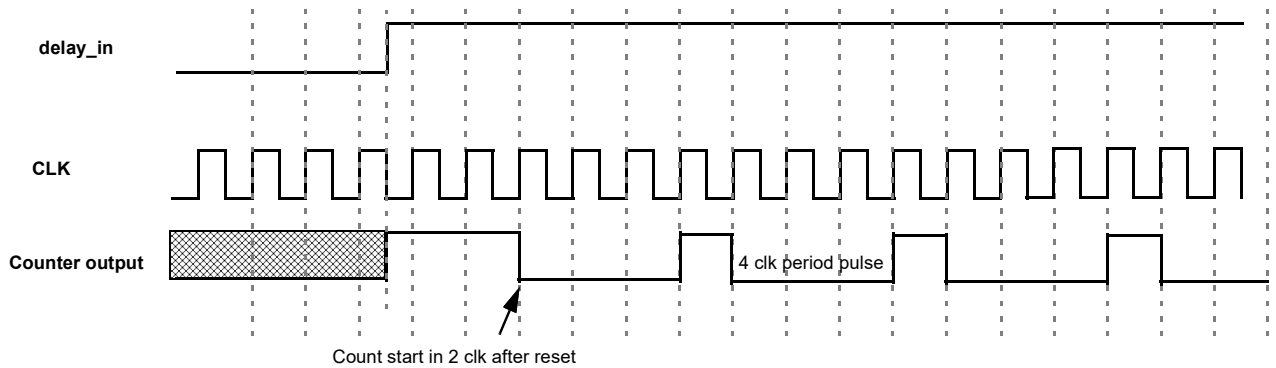 delay_in
CLK
Counter output
4 clk period pulse
Count start in 2 clk after reset